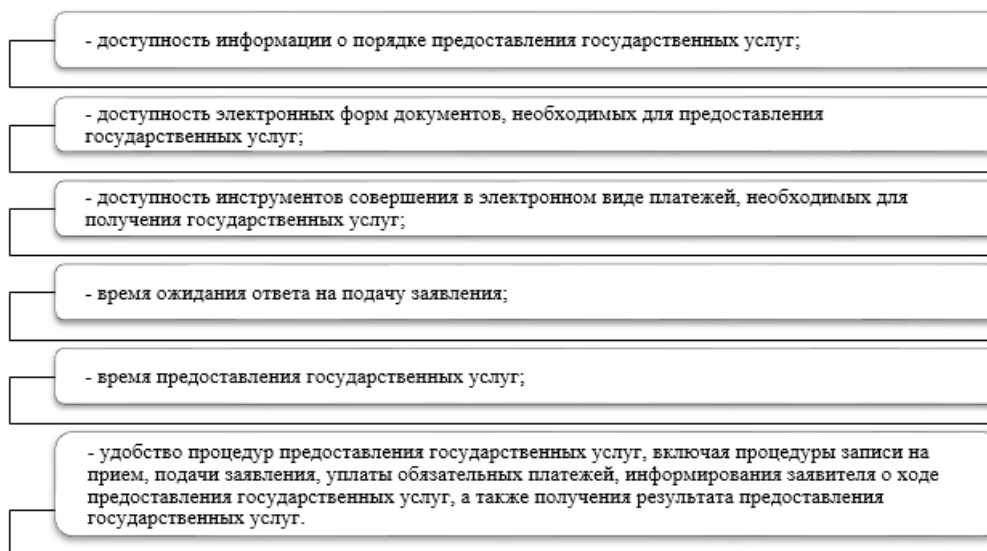 - доступность информации о порядке предоставления государственных услуг;
- доступность электронных форм документов, необходимых для предоставления
государственных услуг;
- доступность инструментов совершения в электронном виде платежей, необходимых для
получения государственных услуг;
- время ожидания ответа на подачу заявления;
- время предоставления государственных услуг;
- удобство процедур предоставления государственных услуг, включая процедуры записи на
прием, подачи заявления, уплаты обязательных платежей, информирования заявителя о ходе
предоставления государственных услуг, а также получения результата предоставления
государственных услуг.